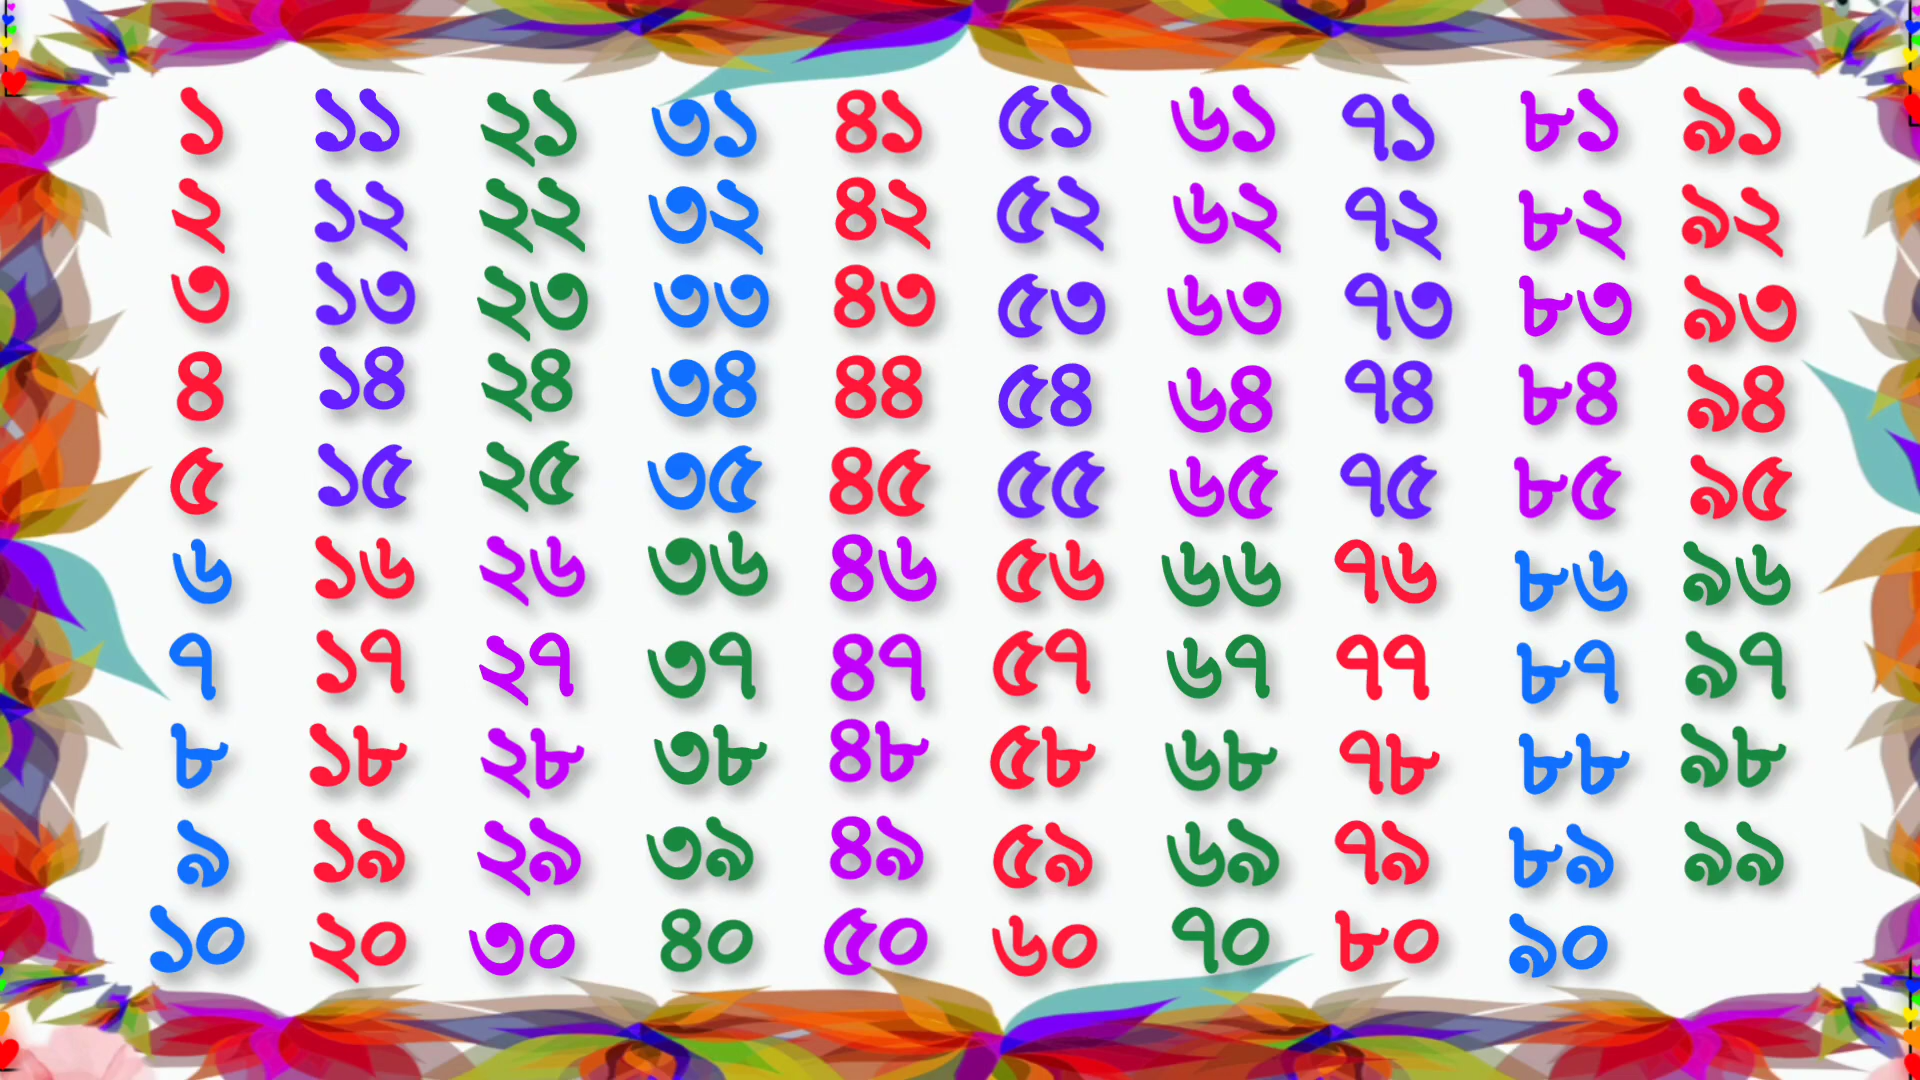 ১ ১১ ২১ ৩১ ৪১ ৫১ ৬১ ৭১ ৮১ ৯১
২ ১২ ২২ ৩২ ৪২ ৫২ ৬২ ৭২ ৮২ ৯২
৩ ১৩ ২৩ ৩৩ ৪৩ ৫৩ ৬৩ ৭৩ ৮৩ ৯৩
৪ ১৪ ২৪ ৩৪ ৪৪ ৫৪ ৬৪ ৭৪ ৮৪ ৯৪
৫ ১৫ ২৫ ৩৫ ৪৫ ৫৫ ৬৫ ৭৫ ৮৫ ৯৫
৬ ১৬ ২৬ ৩৬ ৪৬ ৫৬ ৬৬ ৭৬ ৮৬ ৯৬
৭ ১৭ ২৭ ৩৭ ৪৭ ৫৭ ৬৭ ৭৭ ৮৭ ৯৭
৮ ১৮ ২৮ ৩৮ ৪৮ ৫৮ ৬৮ ৭৮ ৮৮ ৯৮
৯ ১৯ ২৯ ৩৯ ৪৯ ৫৯ ৬৯ ৭৯ ৮৯ ৯৯
১০ ২০ ৩০ ৪০ ৫০ ৬০ ৭০ ৮০ ৯০